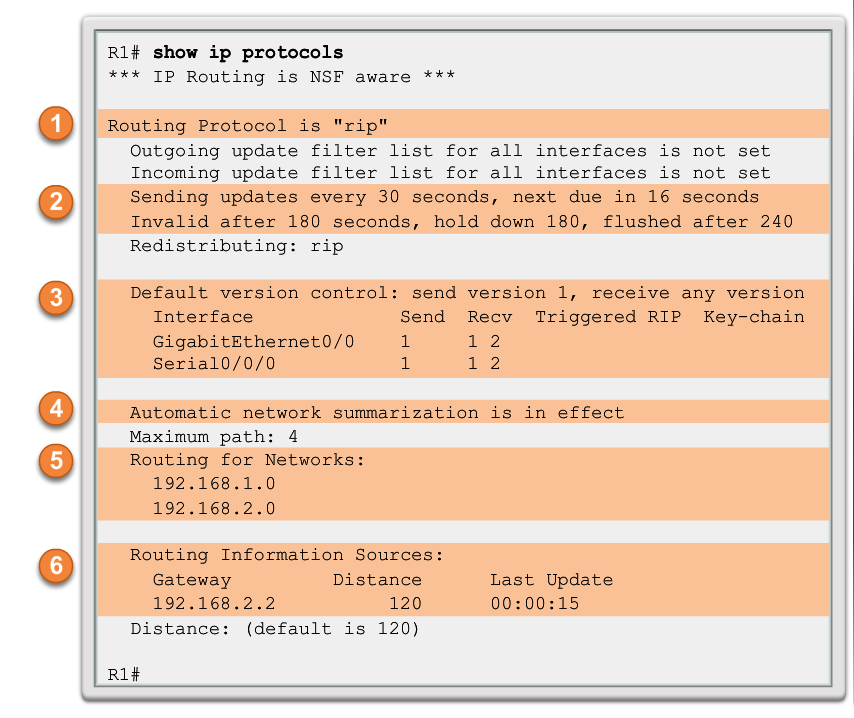 R1# show ip protocols
*** IP Routing is NSF aware ***
1
Routing Protocol is "rip"
Outgoing update filter list for all interfaces is not set
Incoming update filter list for all interfaces is not set
2
Sending updates every 30 seconds, next due in 16 seconds
Invalid after 180 seconds, hold down 180, flushed after 240
Redistributing: rip
3
Default version control: send version 1, receive any version
Interface Send Recv Triggered RIP Key-chain
GigabitEthernet0/0 1 1 2
Serial0/0/0 1 1 2
4
Automatic network summarization is in effect
Maximum path: 4
5
Routing for Networks:
192.168.1.0
192.168.2.0
6
Routing Information Sources:
Gateway Distance Last Update
192.168.2.2 120 00:00:15
Distance: (default is 120)
R1#